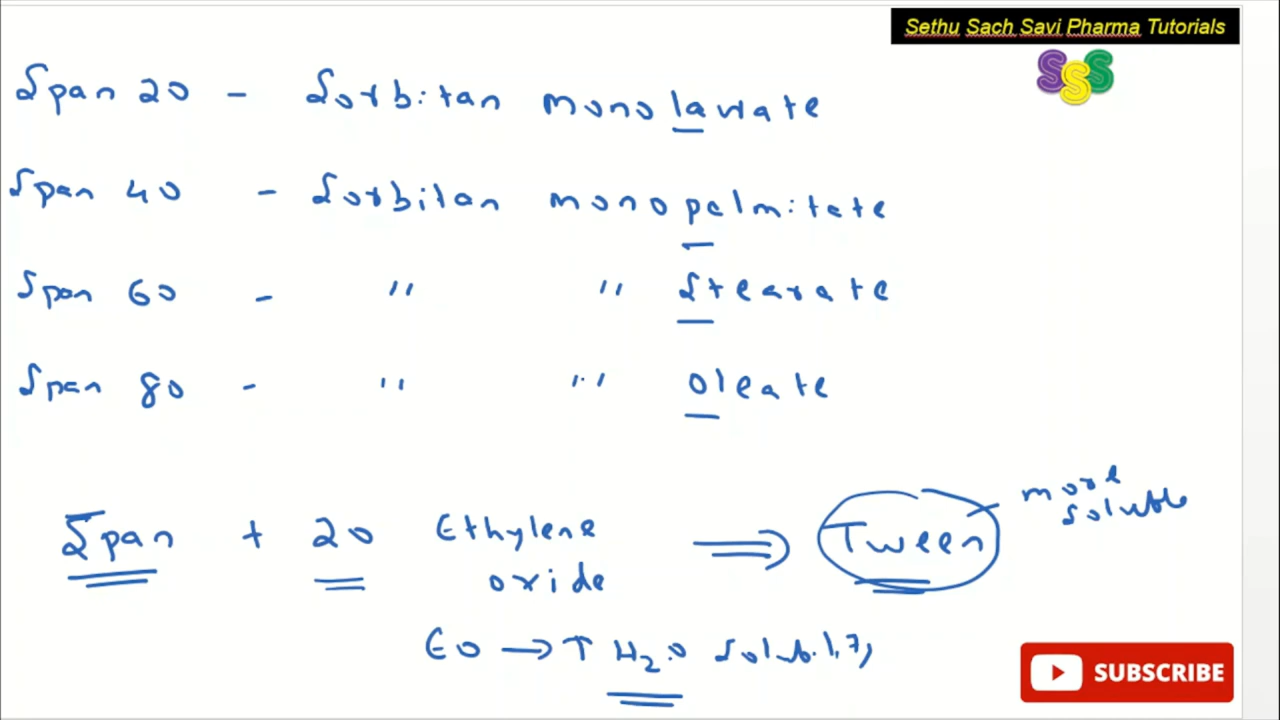 Sethu Sach Savi Pharma Tutorials
SSS
Span 20 - Sorbitan monolaurate
Span 40 - Sorbitan monopalmitate
Span 60 - " " Stearate
Span 80 - " " oleate
more
soluble
Span + 20 Ethylene ⇒ Tween
oxide
EO → ↑ H2O solubility
SUBSCRIBE